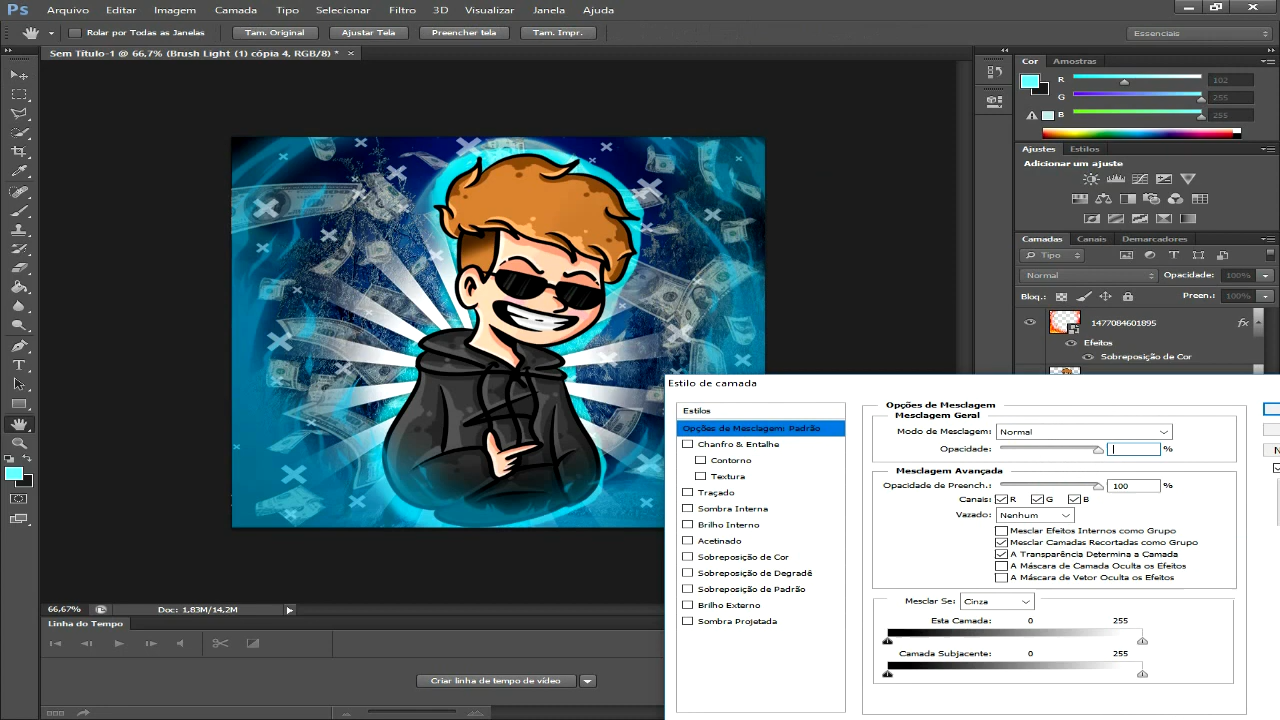 Ps Arquivo Editar Imagem Camada Tipo Selecionar Filtro 3D Visualizar Janela Ajuda
Rolar por Todas as Janelas Tam. Original Ajustar Tela Preencher tela Tam. Impr. Essenciais
Sem Título-1 @ 66,7% (Brush Light (1) cópia 4, RGB/8) * ×
Cor Amostras
R 102
G 255
B 255
Ajustes Estilos
Adicionar um ajuste
Camadas Canais Demarcadores
Tipo
Normal Opacidade: 100%
Bloq.: Preen.: 100%
1477084601895 fx
Efeitos
Sobreposição de Cor
Estilo de camada
Estilos
Opções de Mesclagem: Padrão
Chanfro & Entalhe
Contorno
Textura
Traçado
Sombra Interna
Brilho Interno
Acetinado
Sobreposição de Cor
Sobreposição de Degradê
Sobreposição de Padrão
Brilho Externo
Sombra Projetada
Opções de Mesclagem
Mesclagem Geral
Modo de Mesclagem: Normal
Opacidade: %
Mesclagem Avançada
Opacidade de Preench.: 100 %
Canais: R G B
Vazado: Nenhum
Mesclar Efeitos Internos como Grupo
Mesclar Camadas Recortadas como Grupo
A Transparência Determina a Camada
A Máscara de Camada Oculta os Efeitos
A Máscara de Vetor Oculta os Efeitos
Mesclar Se: Cinza
Esta Camada: 0 255
Camada Subjacente: 0 255
N
66,67% Doc: 1,83M/14,2M
Linha do Tempo
Criar linha de tempo de vídeo